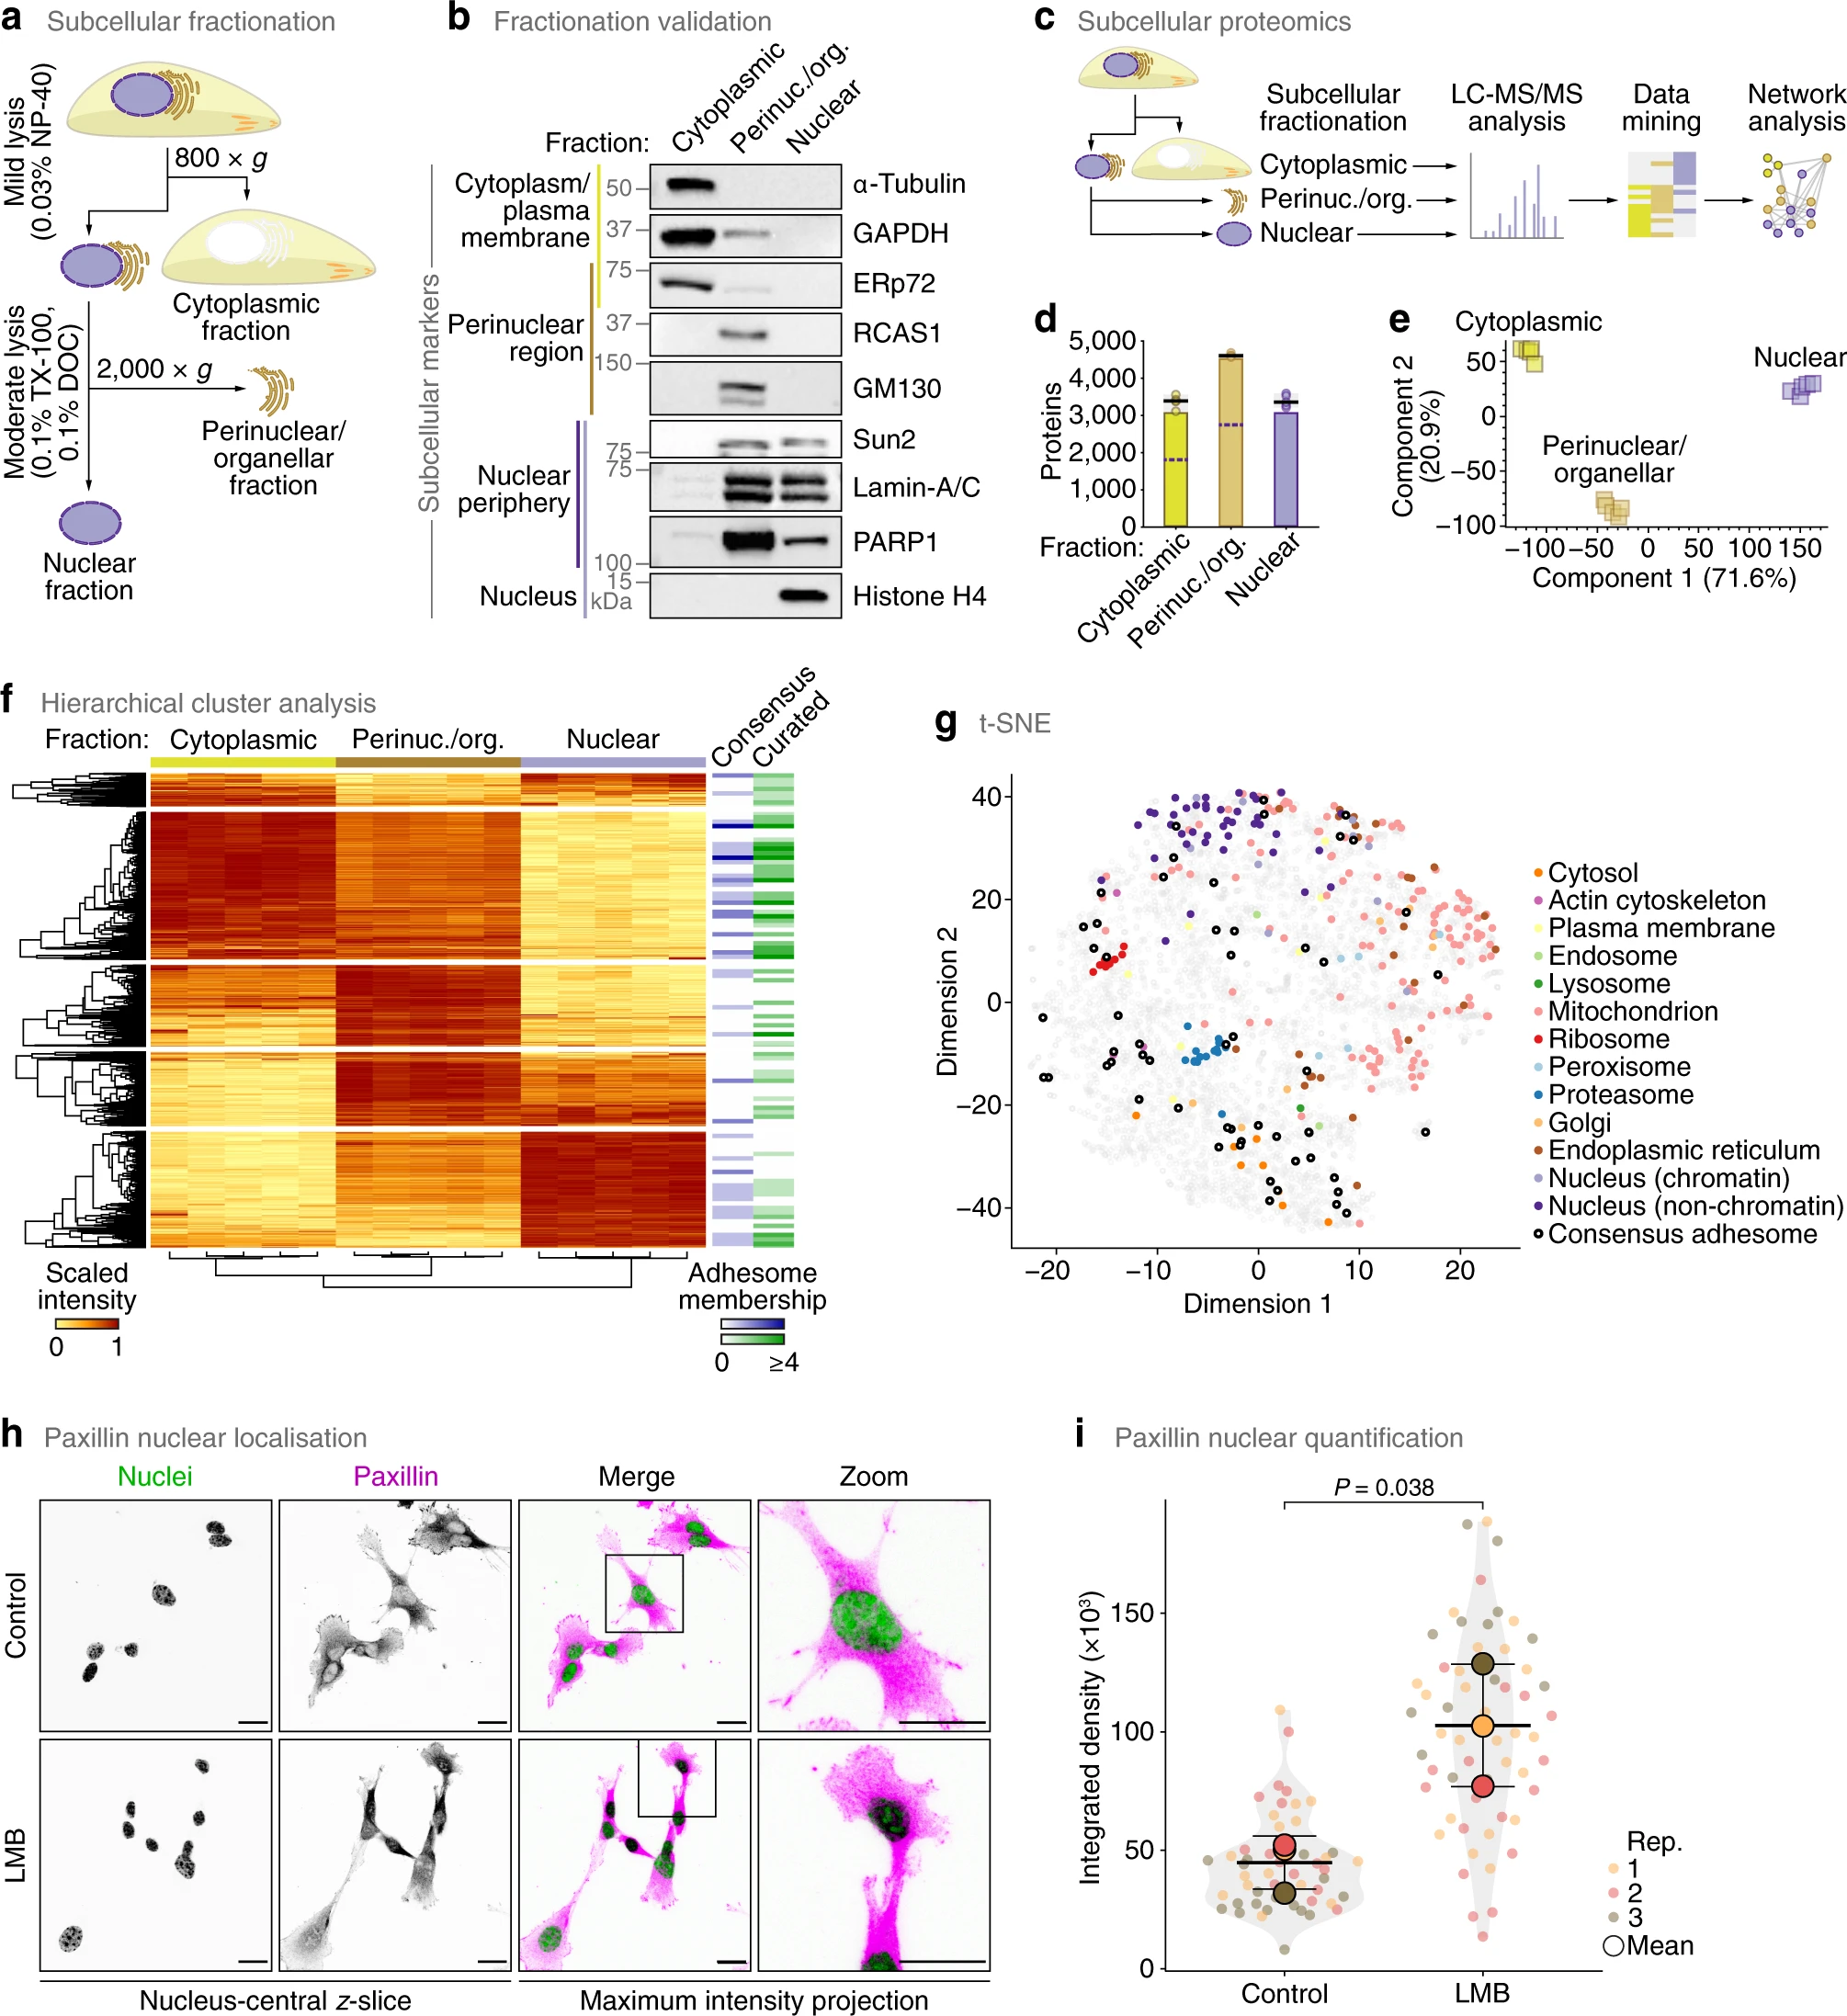 a Subcellular fractionation
Mild lysis
(0.03% NP-40)
800 × g
Cytoplasmic
fraction
Moderate lysis
(0.1% TX-100,
0.1% DOC)
2,000 × g
Perinuclear/
organellar
fraction
Nuclear
fraction
b Fractionation validation
Fraction:
Cytoplasmic
Perinuc./org.
Nuclear
Subcellular markers
Cytoplasm/
plasma
membrane
Perinuclear
region
Nuclear
periphery
Nucleus
50
α-Tubulin
37
GAPDH
75
ERp72
37
RCAS1
150
GM130
75
Sun2
75
Lamin-A/C
100
PARP1
15
kDa
Histone H4
c Subcellular proteomics
Subcellular
fractionation
LC-MS/MS
analysis
Data
mining
Network
analysis
Cytoplasmic
Perinuc./org.
Nuclear
d
Proteins
5,000
4,000
3,000
2,000
1,000
0
Fraction:
Cytoplasmic
Perinuc./org.
Nuclear
e
Cytoplasmic
Nuclear
Perinuclear/
organellar
Component 2
(20.9%)
50
0
−50
−100
−100 −50 0 50 100 150
Component 1 (71.6%)
f Hierarchical cluster analysis
Fraction: Cytoplasmic Perinuc./org. Nuclear
Consensus
Curated
Scaled
intensity
0 1
Adhesome
membership
0 ≥4
g t-SNE
Dimension 2
40
20
0
−20
−40
−20 −10 0 10 20
Dimension 1
Cytosol
Actin cytoskeleton
Plasma membrane
Endosome
Lysosome
Mitochondrion
Ribosome
Peroxisome
Proteasome
Golgi
Endoplasmic reticulum
Nucleus (chromatin)
Nucleus (non-chromatin)
Consensus adhesome
h Paxillin nuclear localisation
Nuclei Paxillin Merge Zoom
Control
LMB
Nucleus-central z-slice
Maximum intensity projection
i Paxillin nuclear quantification
P = 0.038
Integrated density (×10³)
150
100
50
0
Control LMB
Rep.
1
2
3
Mean